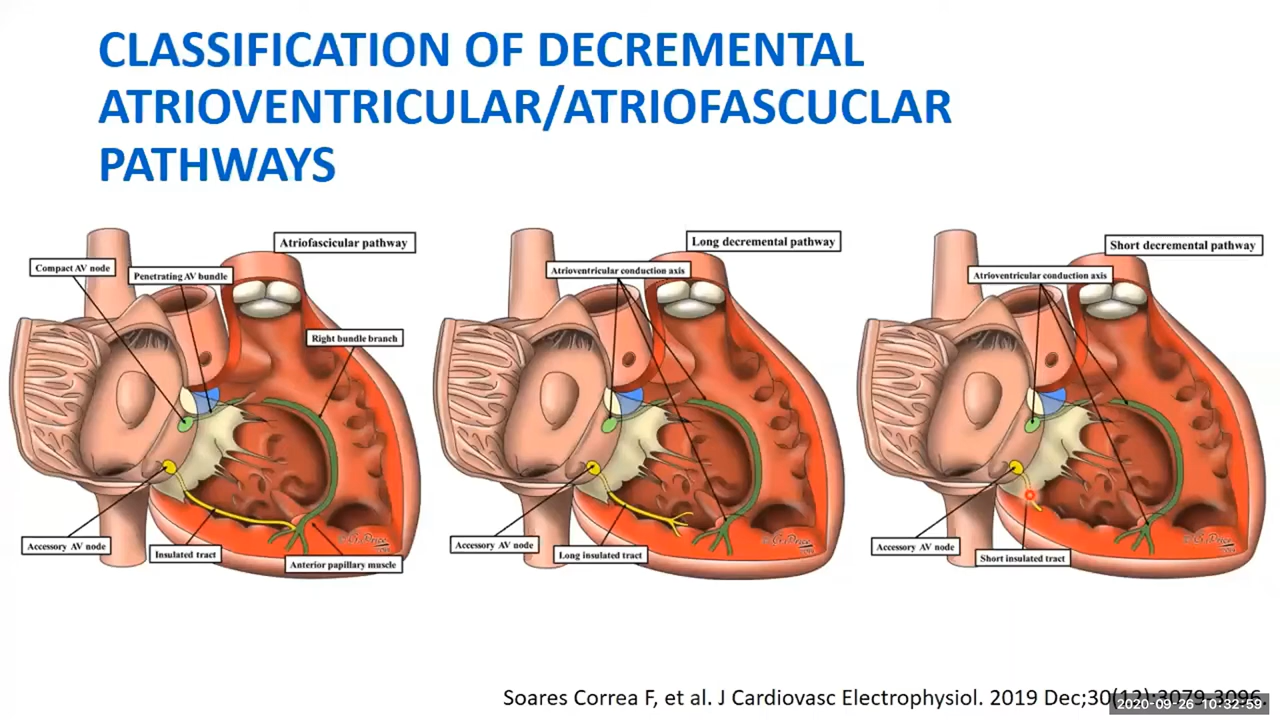 CLASSIFICATION OF DECREMENTAL
ATRIOVENTRICULAR/ATRIOFASCUCLAR
PATHWAYS
Atriofascicular pathway
Compact AV node
Penetrating AV bundle
Right bundle branch
Accessory AV node
Insulated tract
Anterior papillary muscle
Long decremental pathway
Atrioventricular conduction axis
Accessory AV node
Long insulated tract
Short decremental pathway
Atrioventricular conduction axis
Accessory AV node
Short insulated tract
Soares Correa F, et al. J Cardiovasc Electrophysiol. 2019 Dec;30(12):3079-3096.
2020-09-26 10:32:59